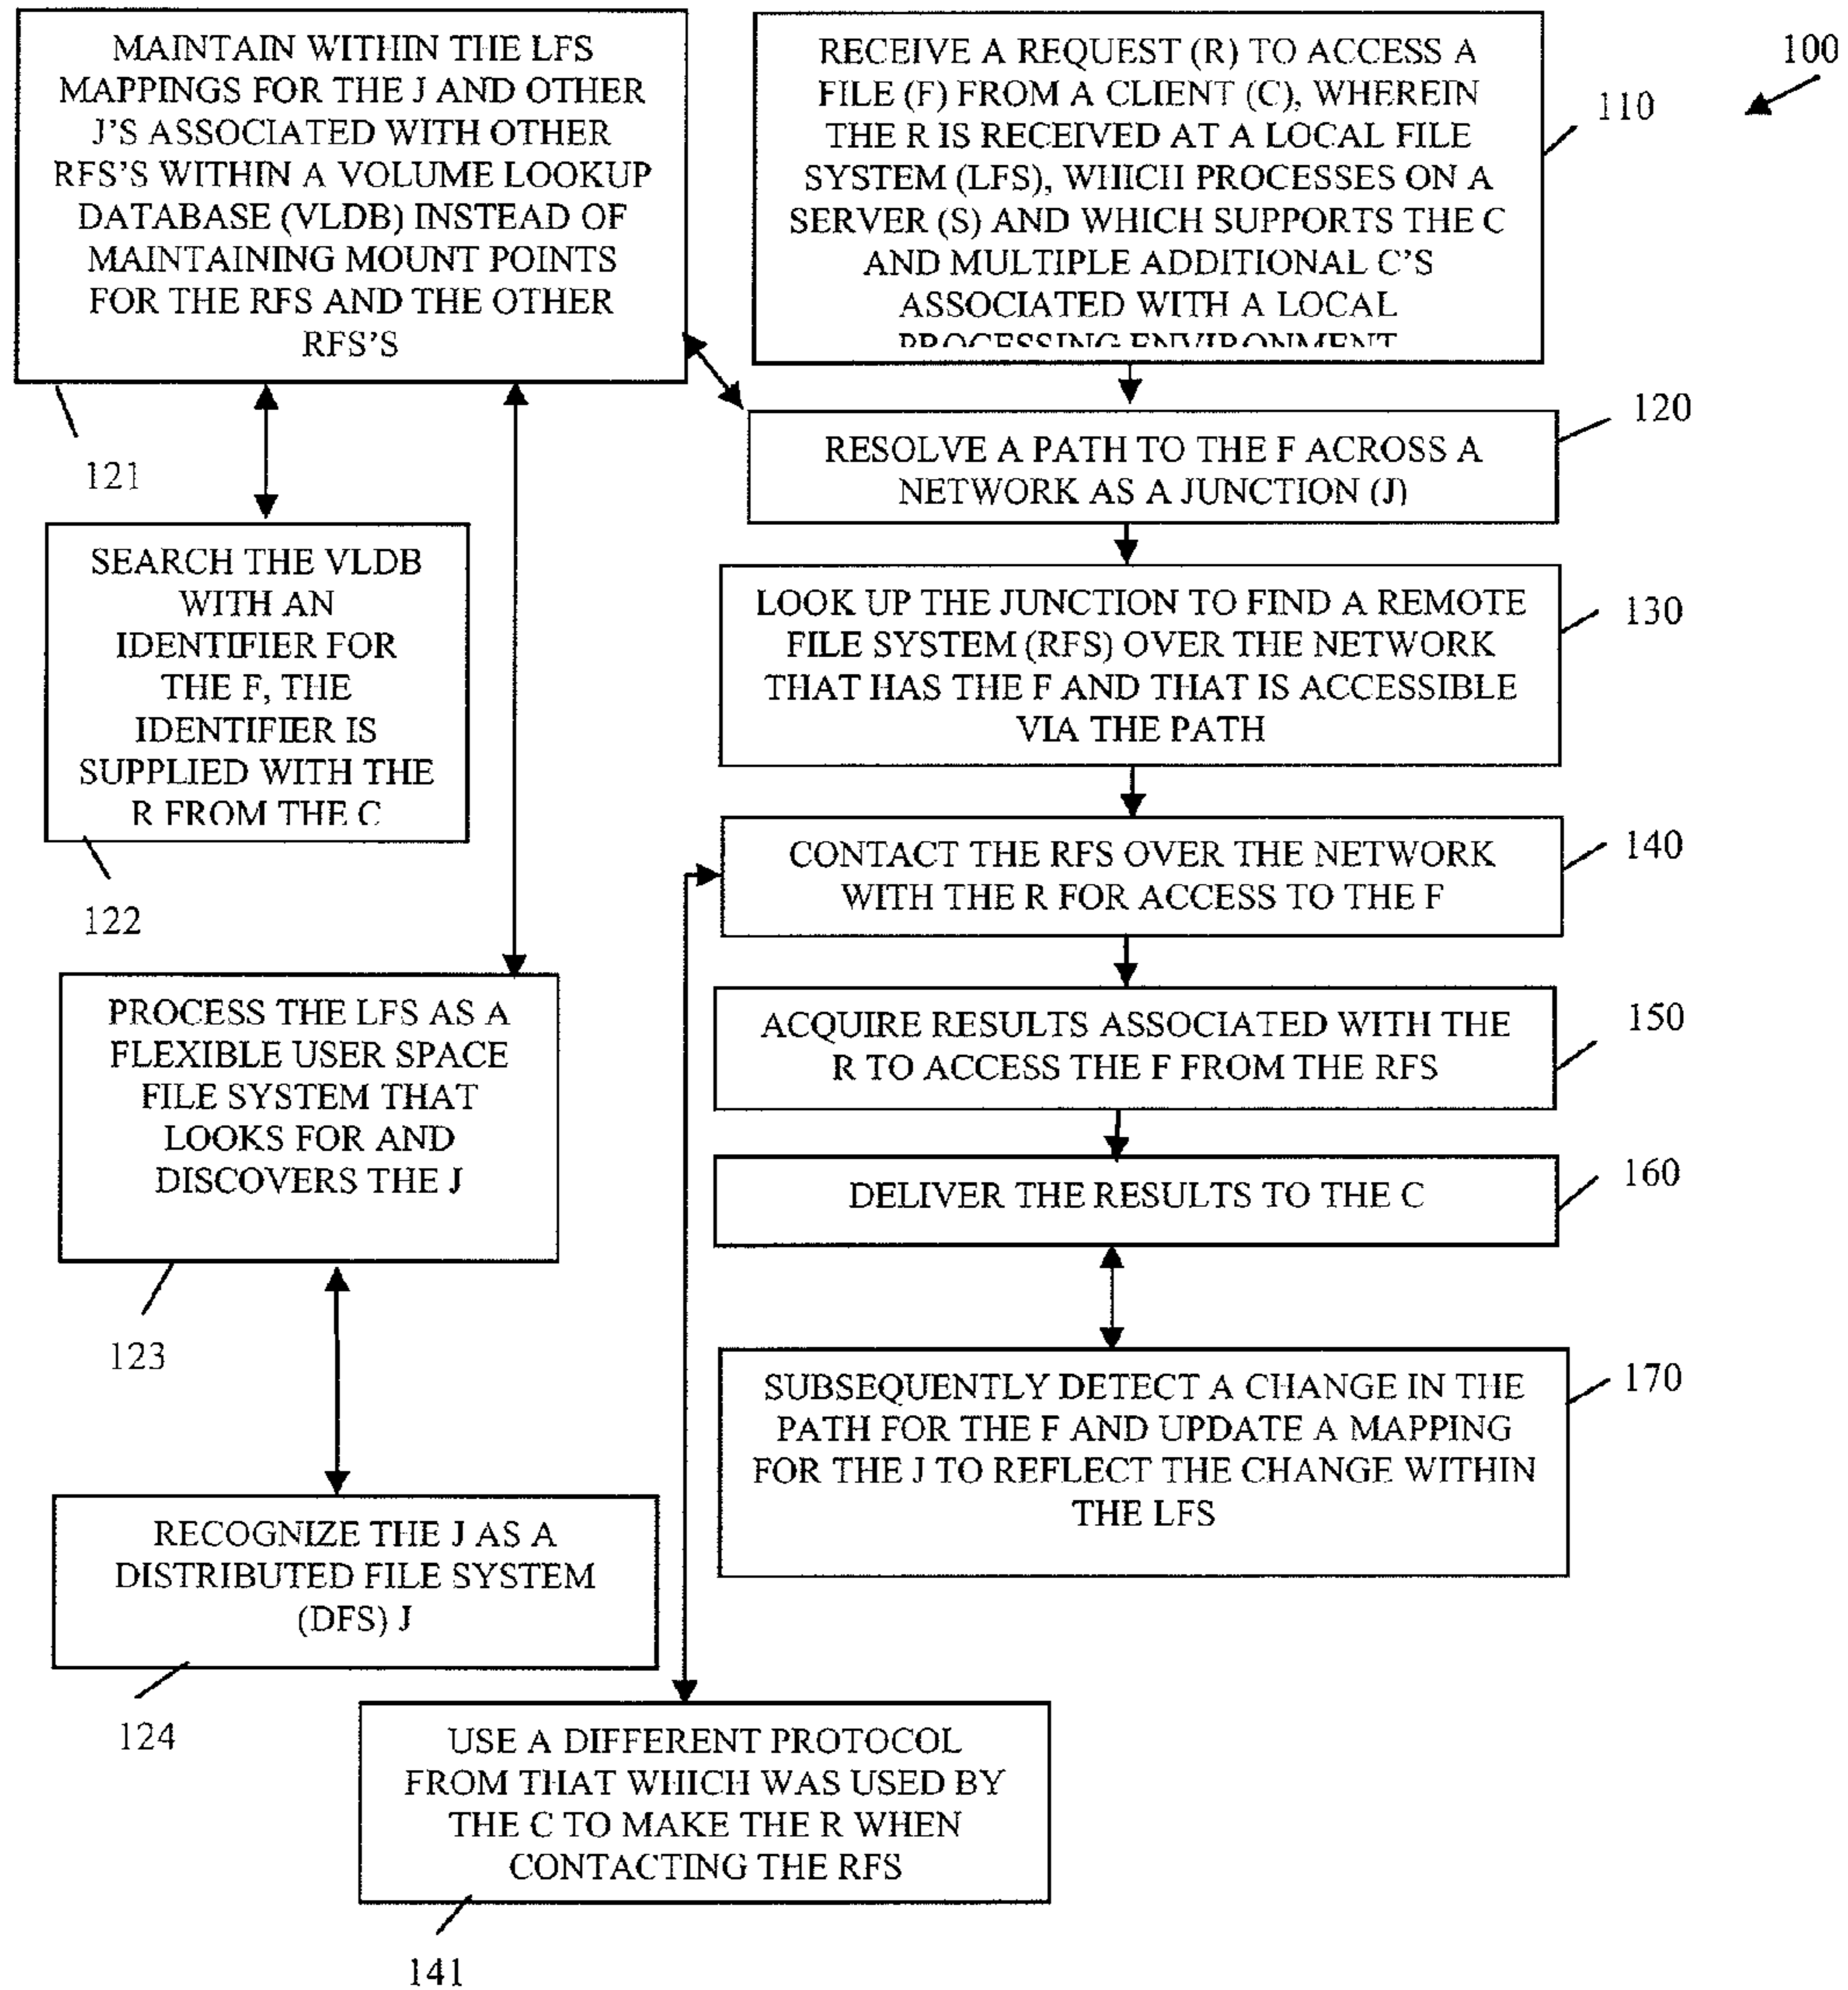 100
MAINTAIN WITHIN THE LFS
MAPPINGS FOR THE J AND OTHER
J'S ASSOCIATED WITH OTHER
RFS'S WITHIN A VOLUME LOOKUP
DATABASE (VLDB) INSTEAD OF
MAINTAINING MOUNT POINTS
FOR THE RFS AND THE OTHER
RFS'S
121
RECEIVE A REQUEST (R) TO ACCESS A
FILE (F) FROM A CLIENT (C), WHEREIN
THE R IS RECEIVED AT A LOCAL FILE
SYSTEM (LFS), WHICH PROCESSES ON A
SERVER (S) AND WHICH SUPPORTS THE C
AND MULTIPLE ADDITIONAL C'S
ASSOCIATED WITH A LOCAL
PROCESSING ENVIRONMENT
110
RESOLVE A PATH TO THE F ACROSS A
NETWORK AS A JUNCTION (J)
120
SEARCH THE VLDB
WITH AN
IDENTIFIER FOR
THE F, THE
IDENTIFIER IS
SUPPLIED WITH THE
R FROM THE C
122
LOOK UP THE JUNCTION TO FIND A REMOTE
FILE SYSTEM (RFS) OVER THE NETWORK
THAT HAS THE F AND THAT IS ACCESSIBLE
VIA THE PATH
130
CONTACT THE RFS OVER THE NETWORK
WITH THE R FOR ACCESS TO THE F
140
PROCESS THE LFS AS A
FLEXIBLE USER SPACE
FILE SYSTEM THAT
LOOKS FOR AND
DISCOVERS THE J
123
ACQUIRE RESULTS ASSOCIATED WITH THE
R TO ACCESS THE F FROM THE RFS
150
DELIVER THE RESULTS TO THE C
160
SUBSEQUENTLY DETECT A CHANGE IN THE
PATH FOR THE F AND UPDATE A MAPPING
FOR THE J TO REFLECT THE CHANGE WITHIN
THE LFS
170
RECOGNIZE THE J AS A
DISTRIBUTED FILE SYSTEM
(DFS) J
124
USE A DIFFERENT PROTOCOL
FROM THAT WHICH WAS USED BY
THE C TO MAKE THE R WHEN
CONTACTING THE RFS
141